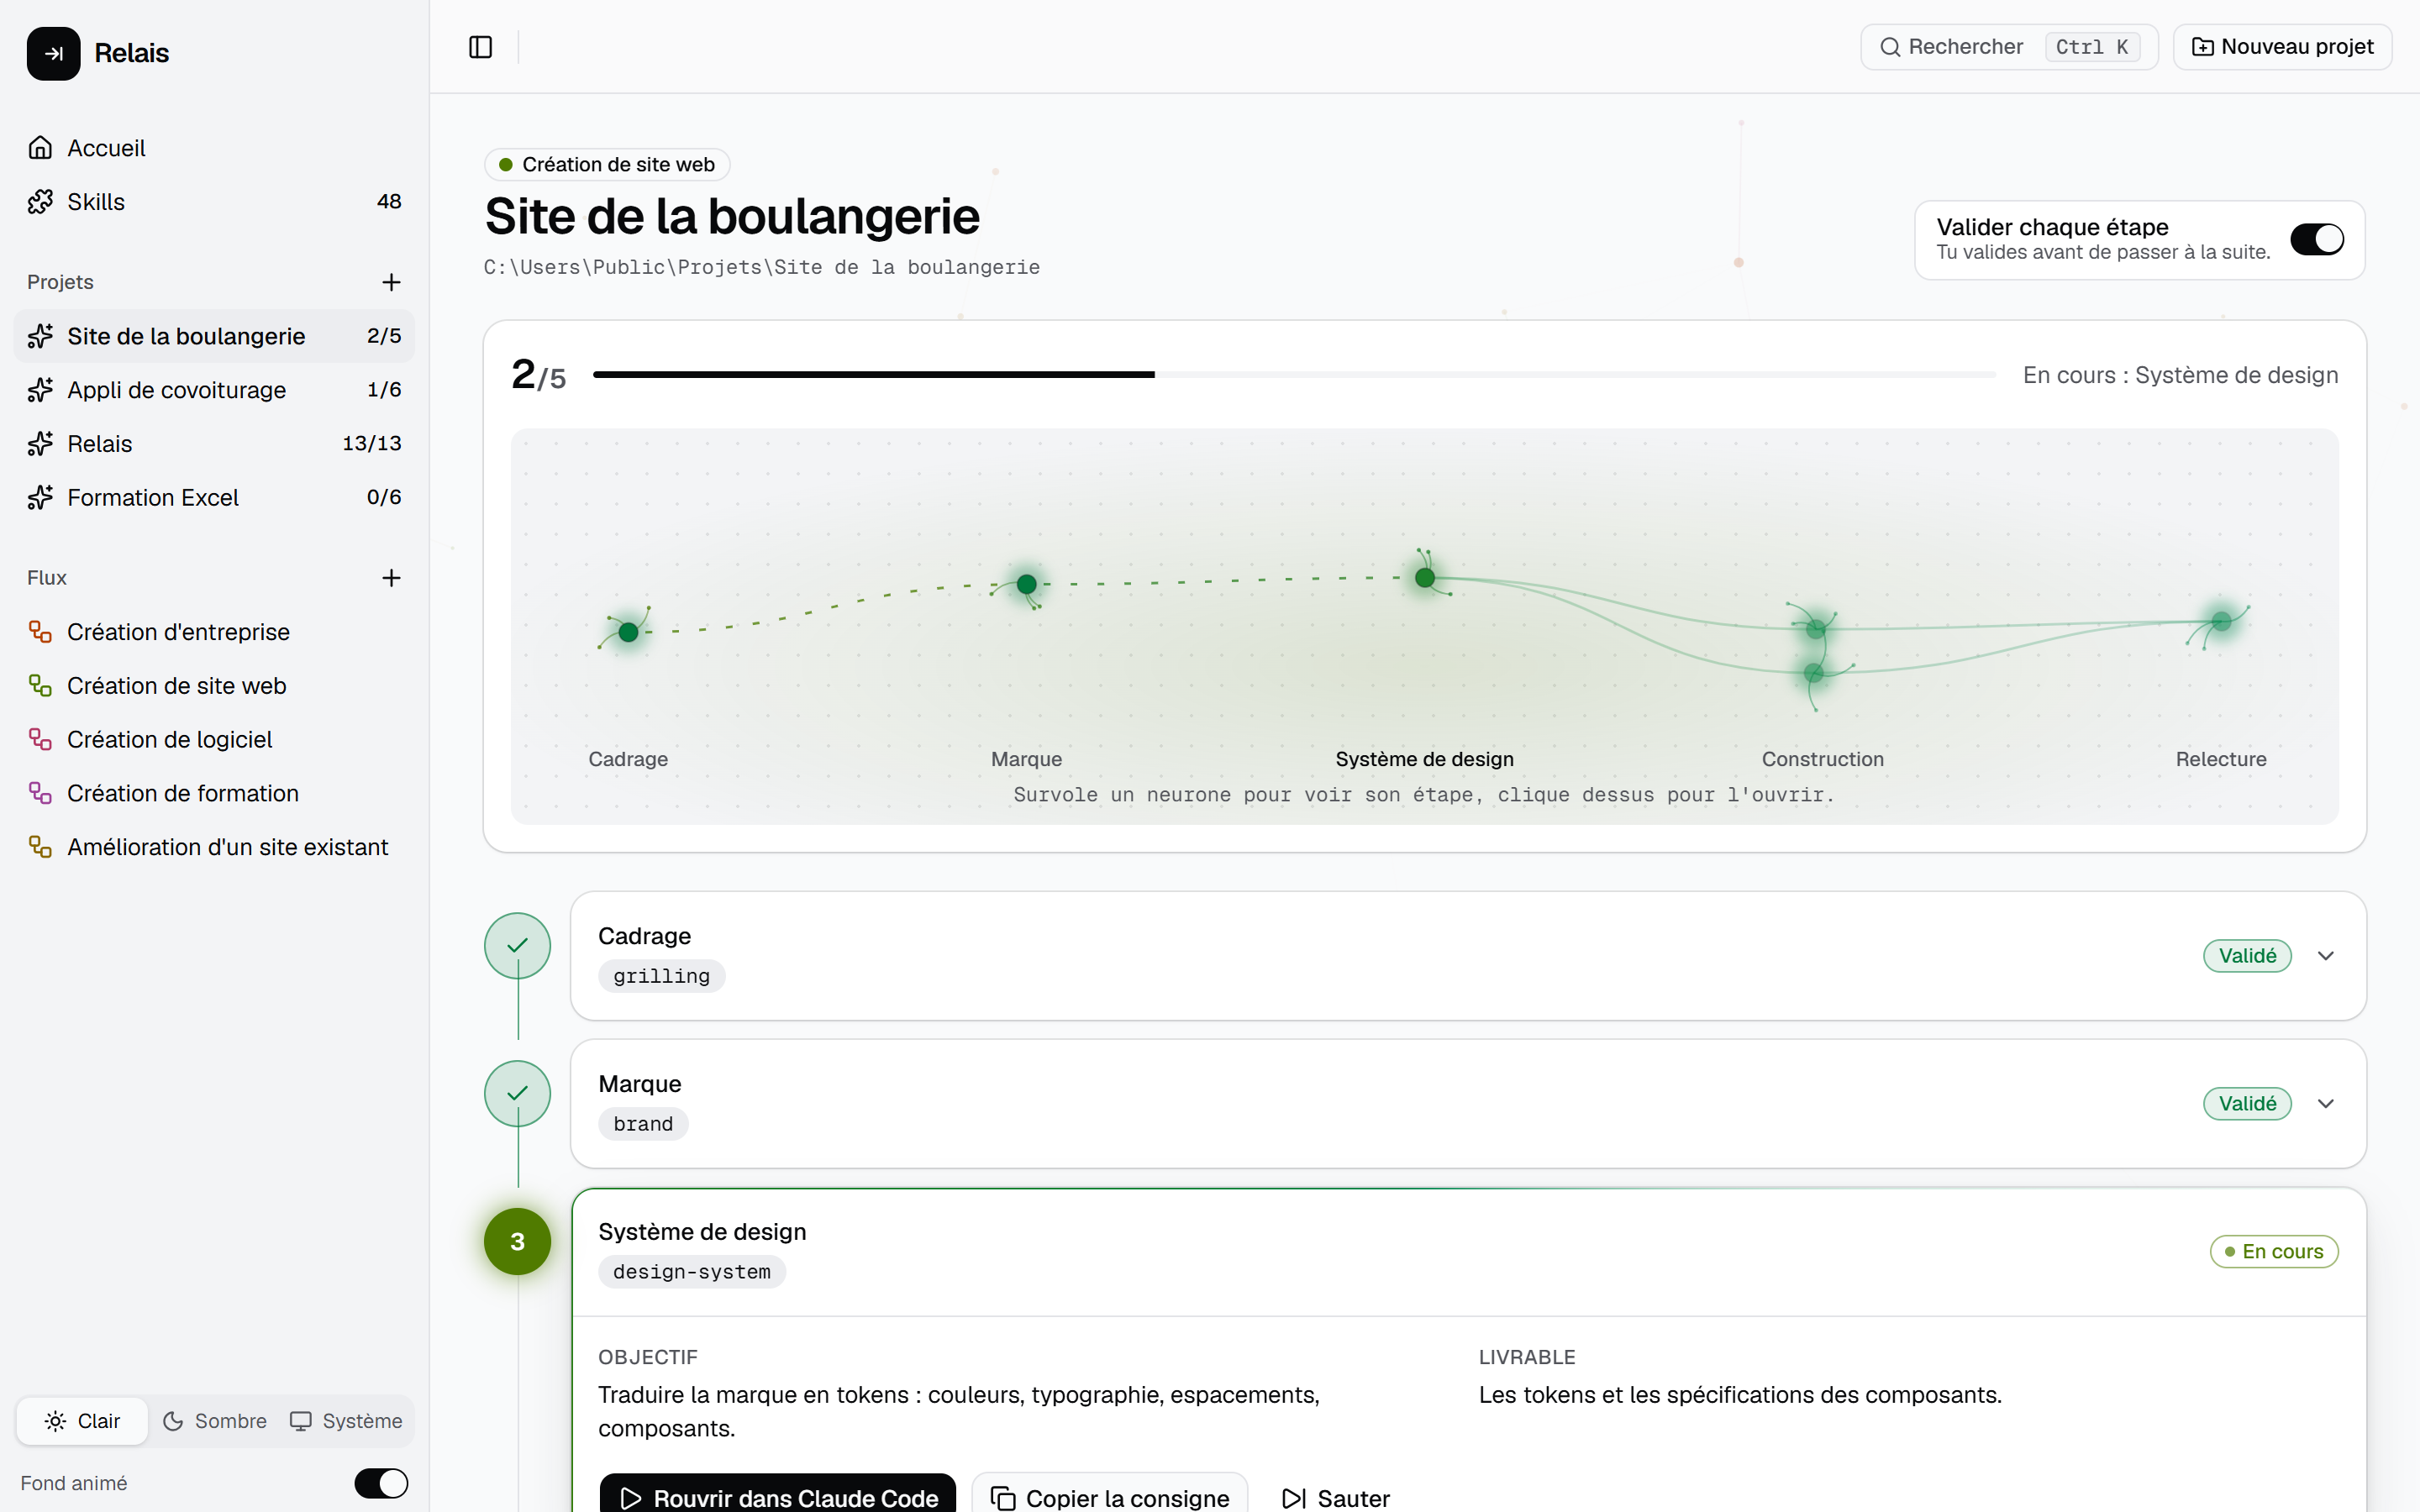 Relais
Accueil
Skills 48
Projets
Site de la boulangerie 2/5
Appli de covoiturage 1/6
Relais 13/13
Formation Excel 0/6
Flux
Création d'entreprise
Création de site web
Création de logiciel
Création de formation
Amélioration d'un site existant
Clair Sombre Système
Fond animé
Rechercher Ctrl K Nouveau projet
Création de site web
Site de la boulangerie
C:\Users\Public\Projets\Site de la boulangerie
Valider chaque étape
Tu valides avant de passer à la suite.
2/5 En cours : Système de design
Cadrage Marque Système de design Construction Relecture
Survole un neurone pour voir son étape, clique dessus pour l'ouvrir.
Cadrage
grilling
Validé
Marque
brand
Validé
3
Système de design
design-system
En cours
OBJECTIF
Traduire la marque en tokens : couleurs, typographie, espacements,
composants.
LIVRABLE
Les tokens et les spécifications des composants.
Rouvrir dans Claude Code Copier la consigne Sauter